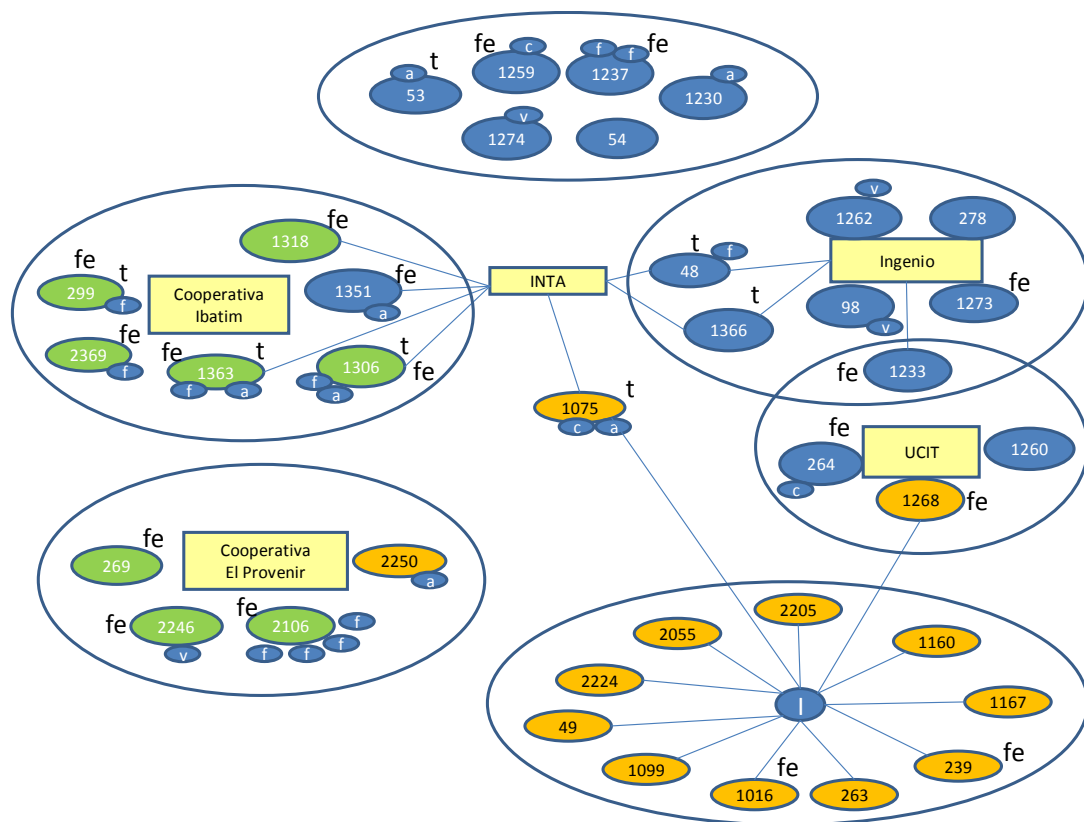 fe
c
f
f
fe
a
t
1259
1237
a
53
1230
v
1274
54
fe
1318
fe
t
299
f
Cooperativa
Ibatim
fe
1351
a
fe
2369
f
fe
t
1363
f
a
t
1306
fe
f
a
INTA
t
f
48
t
1366
v
1262
278
Ingenio
98
v
1273
fe
fe
1233
t
1075
c
a
fe
264
c
UCIT
1260
1268
fe
fe
269
Cooperativa
El Provenir
2250
a
fe
2246
v
fe
2106
f
f
f
f
2205
2055
1160
2224
I
1167
49
1099
fe
1016
263
fe
239